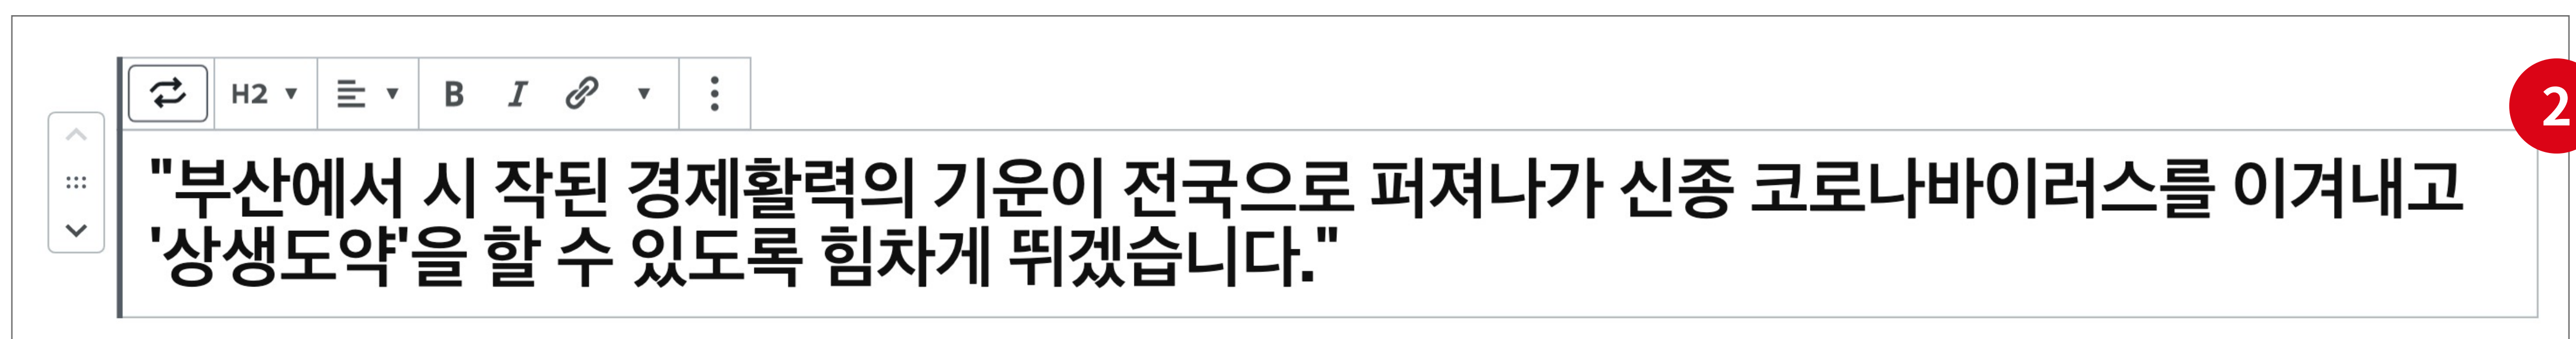 H2 B I
2
"부산에서 시 작된 경제활력의 기운이 전국으로 퍼져나가 신종 코로나바이러스를 이겨내고
'상생도약'을 할 수 있도록 힘차게 뛰겠습니다."